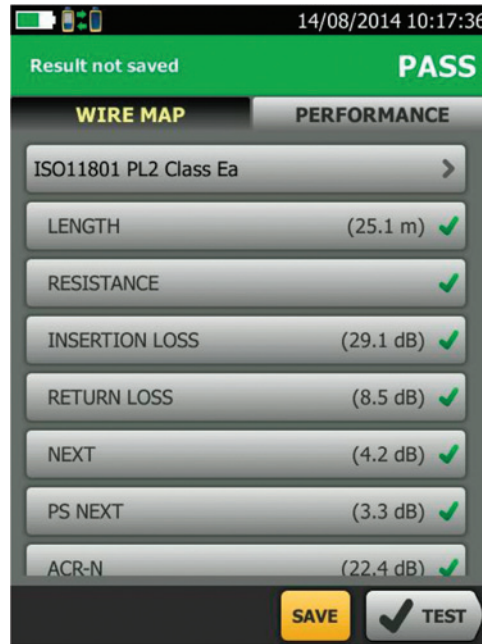 14/08/2014 10:17:36
Result not saved PASS
WIRE MAP PERFORMANCE
ISO11801 PL2 Class Ea
LENGTH (25.1 m)
RESISTANCE
INSERTION LOSS (29.1 dB)
RETURN LOSS (8.5 dB)
NEXT (4.2 dB)
PS NEXT (3.3 dB)
ACR-N (22.4 dB)
SAVE TEST